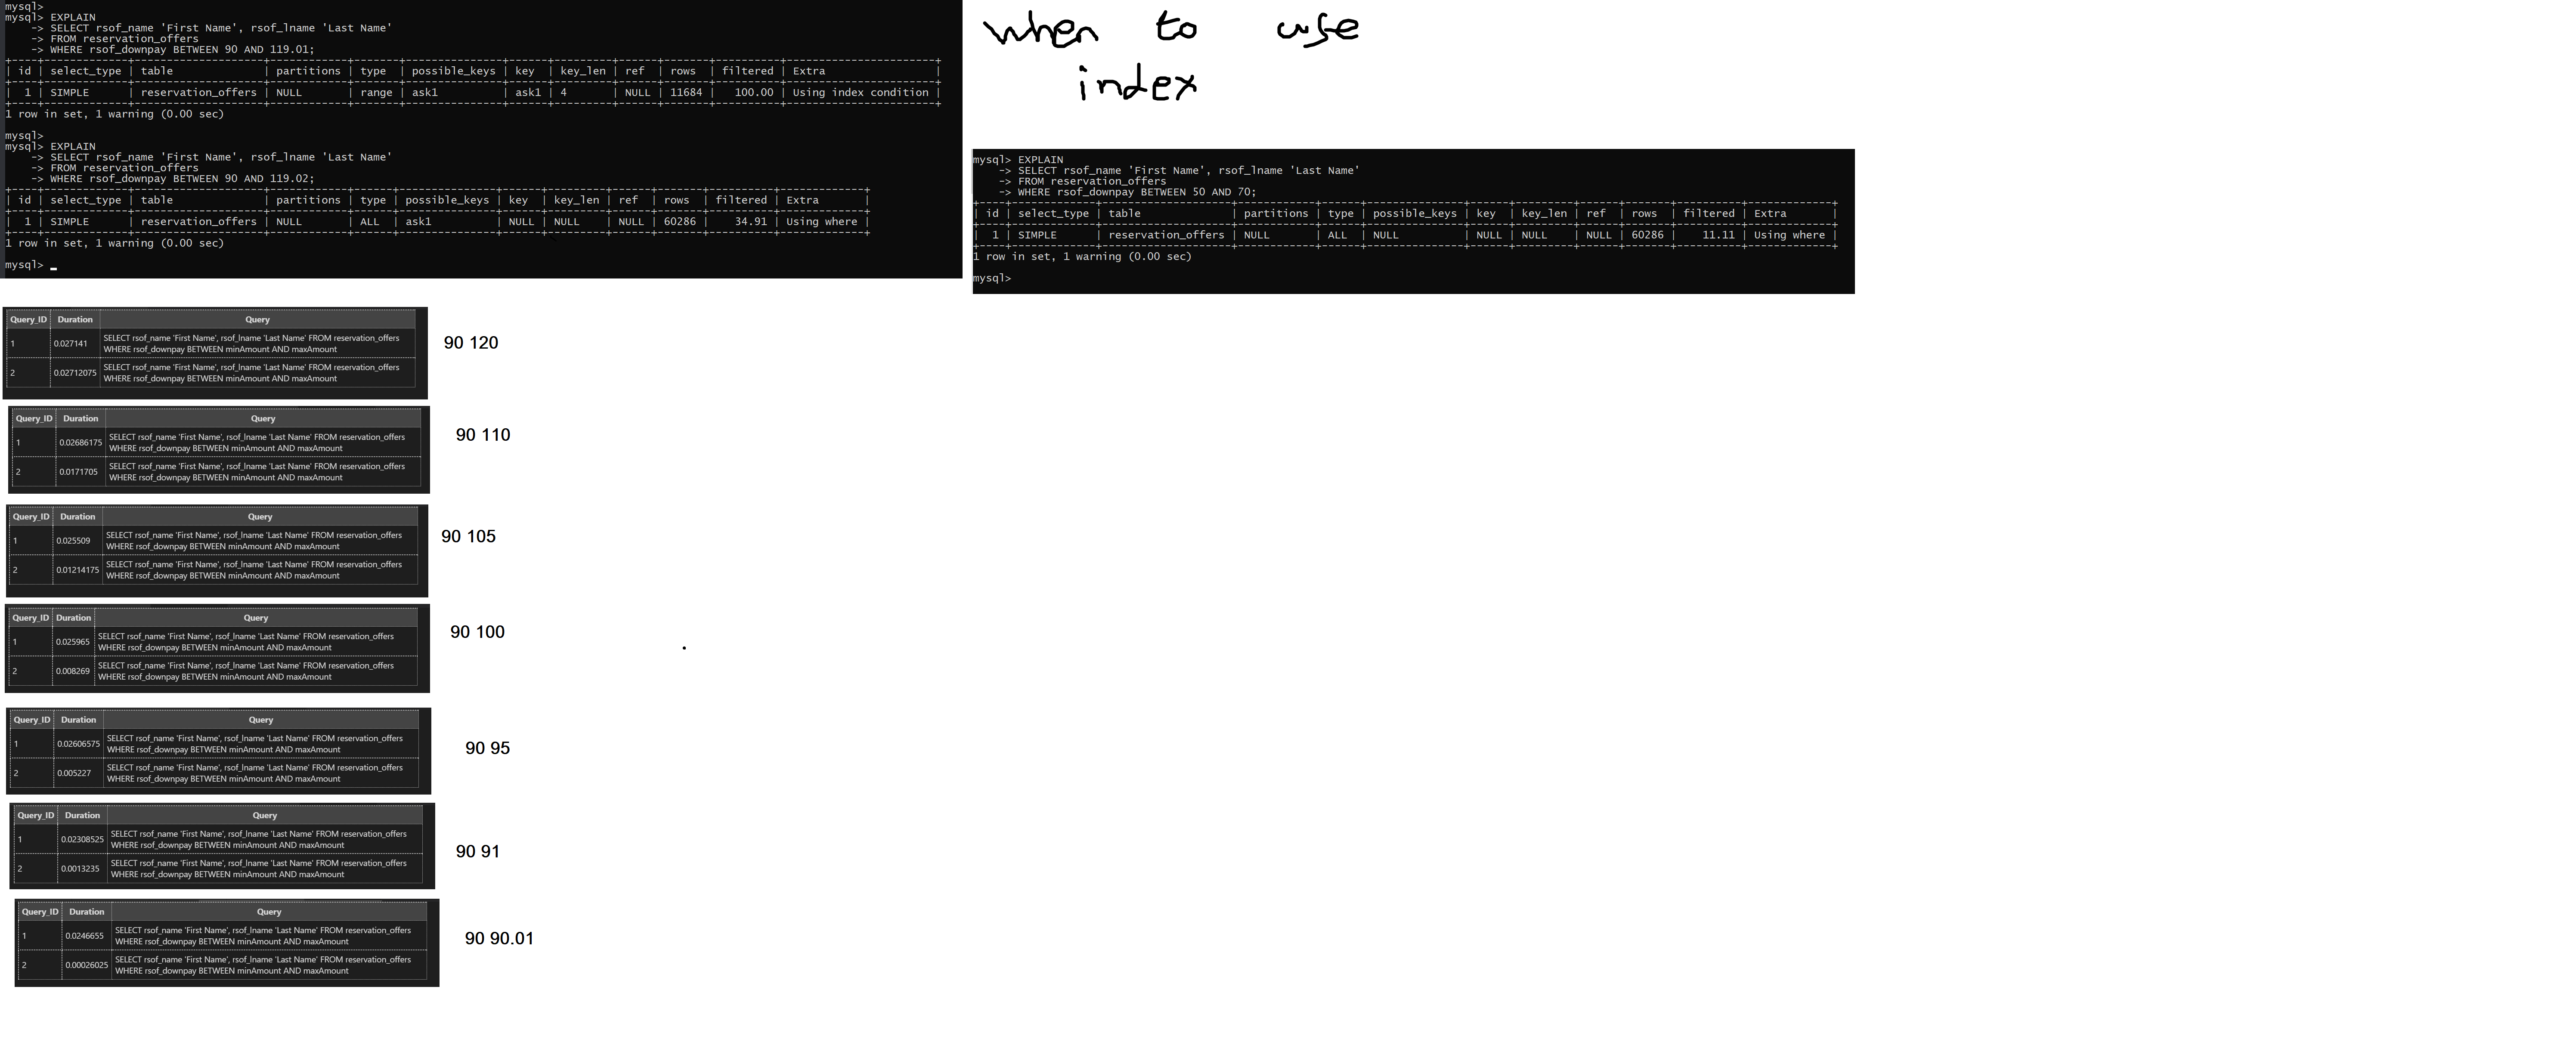 mysql>
mysql> EXPLAIN
    -> SELECT rsof_name 'First Name', rsof_lname 'Last Name'
    -> FROM reservation_offers
    -> WHERE rsof_downpay BETWEEN 90 AND 119.01;
+----+-------------+--------------------+------------+-------+---------------+------+---------+------+-------+----------+-----------------------+
| id | select_type | table              | partitions | type  | possible_keys | key  | key_len | ref  | rows  | filtered | Extra                 |
+----+-------------+--------------------+------------+-------+---------------+------+---------+------+-------+----------+-----------------------+
|  1 | SIMPLE      | reservation_offers | NULL       | range | ask1          | ask1 | 4       | NULL | 11684 |   100.00 | Using index condition |
+----+-------------+--------------------+------------+-------+---------------+------+---------+------+-------+----------+-----------------------+
1 row in set, 1 warning (0.00 sec)
mysql>
mysql> EXPLAIN
    -> SELECT rsof_name 'First Name', rsof_lname 'Last Name'
    -> FROM reservation_offers
    -> WHERE rsof_downpay BETWEEN 90 AND 119.02;
+----+-------------+--------------------+------------+------+---------------+------+---------+------+-------+----------+-------------+
| id | select_type | table              | partitions | type | possible_keys | key  | key_len | ref  | rows  | filtered | Extra       |
+----+-------------+--------------------+------------+------+---------------+------+---------+------+-------+----------+-------------+
|  1 | SIMPLE      | reservation_offers | NULL       | ALL  | ask1          | NULL | NULL    | NULL | 60286 |    34.91 | Using where |
+----+-------------+--------------------+------------+------+---------------+------+---------+------+-------+----------+-------------+
1 row in set, 1 warning (0.00 sec)
mysql> _
when to use
index
mysql> EXPLAIN
    -> SELECT rsof_name 'First Name', rsof_lname 'Last Name'
    -> FROM reservation_offers
    -> WHERE rsof_downpay BETWEEN 50 AND 70;
+----+-------------+--------------------+------------+------+---------------+------+---------+------+-------+----------+-------------+
| id | select_type | table              | partitions | type | possible_keys | key  | key_len | ref  | rows  | filtered | Extra       |
+----+-------------+--------------------+------------+------+---------------+------+---------+------+-------+----------+-------------+
|  1 | SIMPLE      | reservation_offers | NULL       | ALL  | NULL          | NULL | NULL    | NULL | 60286 |    11.11 | Using where |
+----+-------------+--------------------+------------+------+---------------+------+---------+------+-------+----------+-------------+
1 row in set, 1 warning (0.00 sec)
mysql>
Query_ID Duration Query
1 0.027141 SELECT rsof_name 'First Name', rsof_lname 'Last Name' FROM reservation_offers
WHERE rsof_downpay BETWEEN minAmount AND maxAmount
2 0.02712075 SELECT rsof_name 'First Name', rsof_lname 'Last Name' FROM reservation_offers
WHERE rsof_downpay BETWEEN minAmount AND maxAmount
90 120
Query_ID Duration Query
1 0.02686175 SELECT rsof_name 'First Name', rsof_lname 'Last Name' FROM reservation_offers
WHERE rsof_downpay BETWEEN minAmount AND maxAmount
2 0.0171705 SELECT rsof_name 'First Name', rsof_lname 'Last Name' FROM reservation_offers
WHERE rsof_downpay BETWEEN minAmount AND maxAmount
90 110
Query_ID Duration Query
1 0.025509 SELECT rsof_name 'First Name', rsof_lname 'Last Name' FROM reservation_offers
WHERE rsof_downpay BETWEEN minAmount AND maxAmount
2 0.01214175 SELECT rsof_name 'First Name', rsof_lname 'Last Name' FROM reservation_offers
WHERE rsof_downpay BETWEEN minAmount AND maxAmount
90 105
Query_ID Duration Query
1 0.025965 SELECT rsof_name 'First Name', rsof_lname 'Last Name' FROM reservation_offers
WHERE rsof_downpay BETWEEN minAmount AND maxAmount
2 0.008269 SELECT rsof_name 'First Name', rsof_lname 'Last Name' FROM reservation_offers
WHERE rsof_downpay BETWEEN minAmount AND maxAmount
90 100
Query_ID Duration Query
1 0.02606575 SELECT rsof_name 'First Name', rsof_lname 'Last Name' FROM reservation_offers
WHERE rsof_downpay BETWEEN minAmount AND maxAmount
2 0.005227 SELECT rsof_name 'First Name', rsof_lname 'Last Name' FROM reservation_offers
WHERE rsof_downpay BETWEEN minAmount AND maxAmount
90 95
Query_ID Duration Query
1 0.02308525 SELECT rsof_name 'First Name', rsof_lname 'Last Name' FROM reservation_offers
WHERE rsof_downpay BETWEEN minAmount AND maxAmount
2 0.0013235 SELECT rsof_name 'First Name', rsof_lname 'Last Name' FROM reservation_offers
WHERE rsof_downpay BETWEEN minAmount AND maxAmount
90 91
Query_ID Duration Query
1 0.0246655 SELECT rsof_name 'First Name', rsof_lname 'Last Name' FROM reservation_offers
WHERE rsof_downpay BETWEEN minAmount AND maxAmount
2 0.00026025 SELECT rsof_name 'First Name', rsof_lname 'Last Name' FROM reservation_offers
WHERE rsof_downpay BETWEEN minAmount AND maxAmount
90 90.01